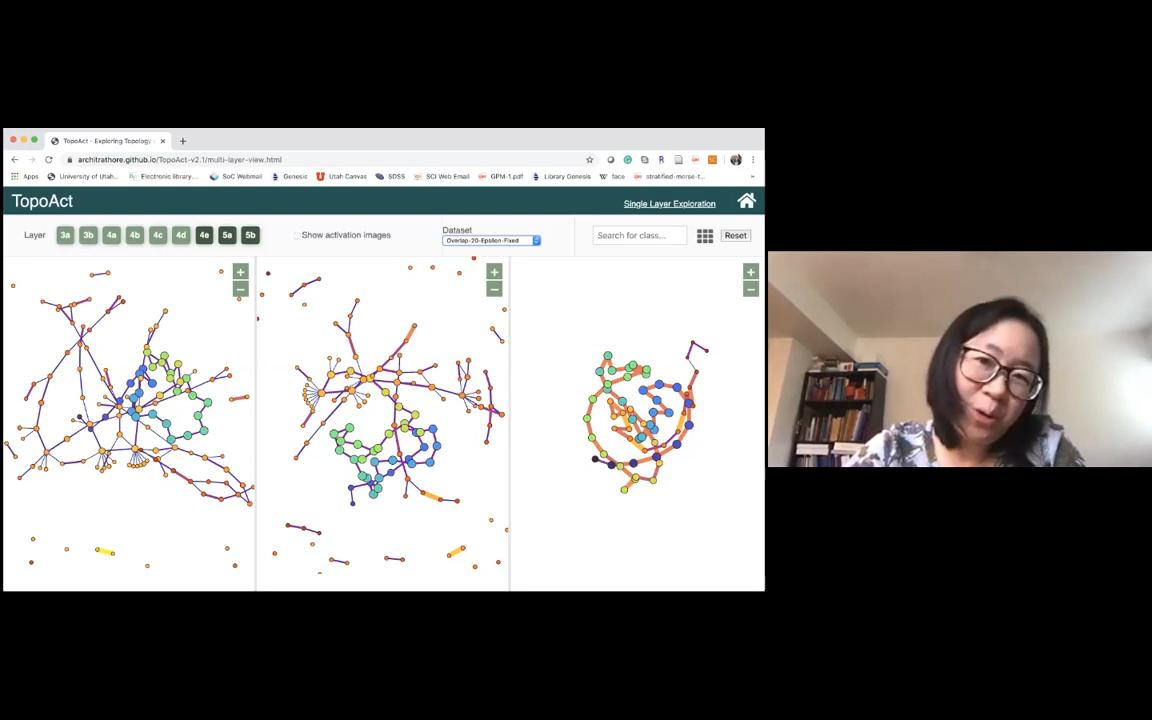 TopoAct - Exploring Topology
architrathore.github.io/TopoAct-v2.1/multi-layer-view.html
Apps University of Utah... Electronic library.... SoC Webmail Genesis Utah Canvas SDSS SCI Web Email GPM-1.pdf Library Genesis face stratified-morse-t... »
TopoAct
Single Layer Exploration
Layer 3a 3b 4a 4b 4c 4d 4e 5a 5b
Show activation images
Dataset
Overlap-20-Epsilon-Fixed
Search for class...
Reset
+ + +
− − −